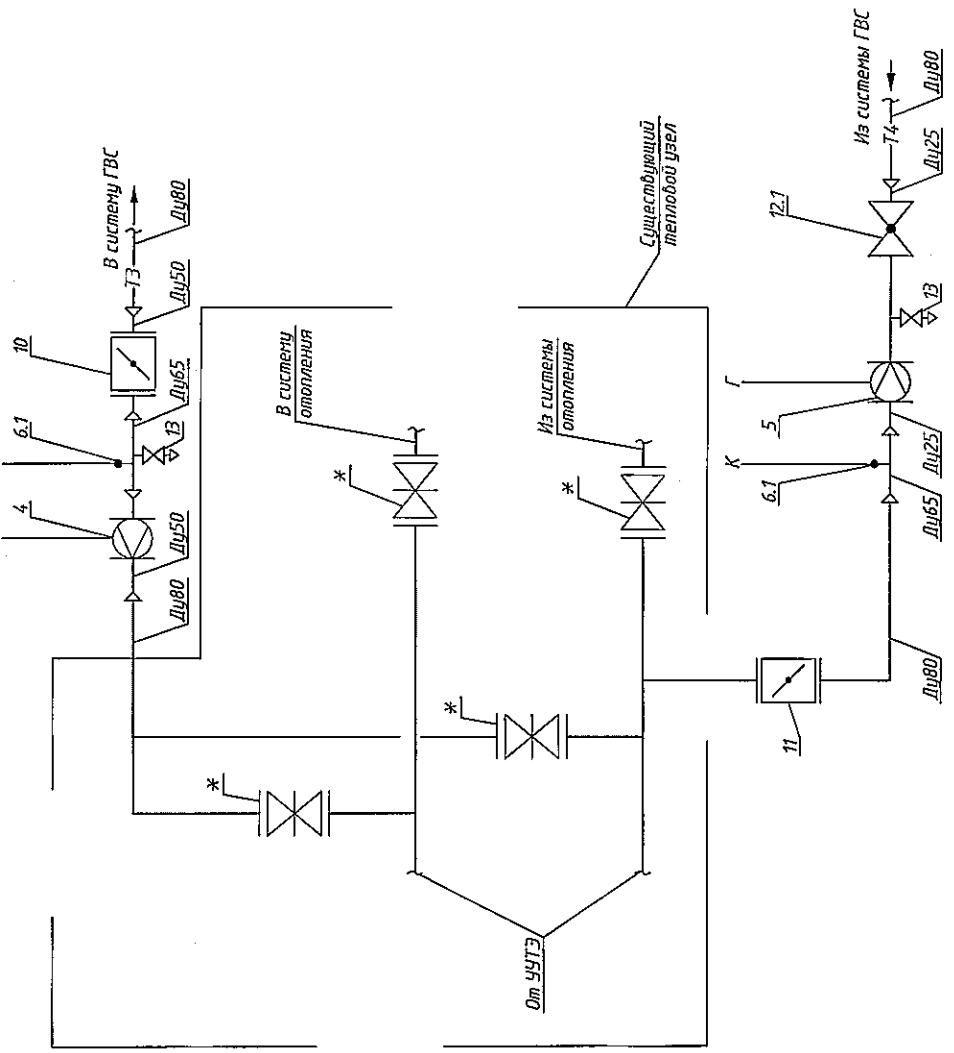 В систему ГВС
Т3
Ду80
Ду50
10
6.1
Ду65
13
4
Ду50
Ду80
Существующий
тепловой узел
В систему
отопления
*
Из системы
отопления
*
*
*
От УУТЭ
Из системы ГВС
Т4
Ду80
Ду25
12.1
13
Г
5
Ду25
К
6.1
Ду65
Ду80
11